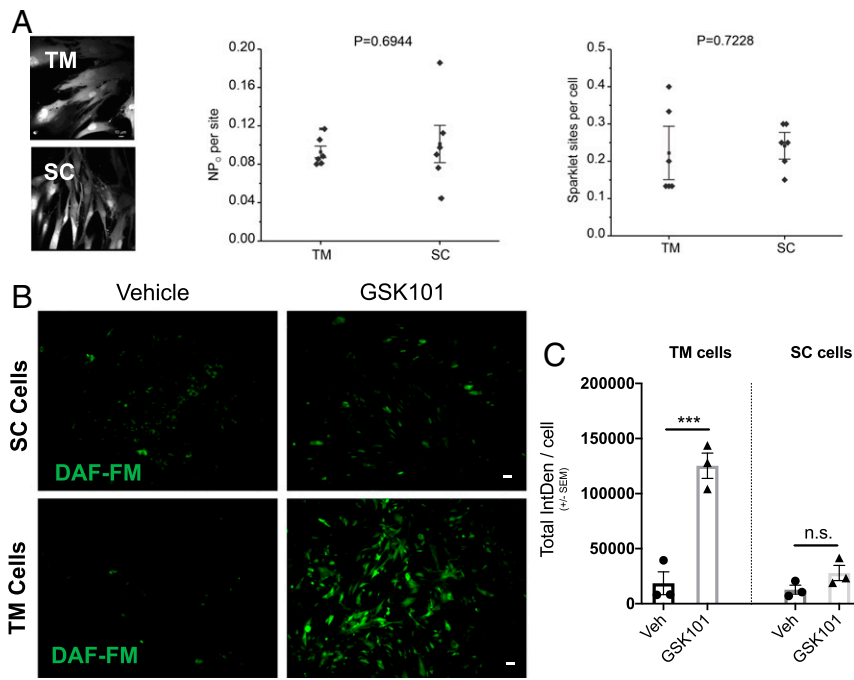 A
TM
SC
P=0.6944
NPO per site
0.20
0.16
0.12
0.08
0.04
0.00
TM
SC
P=0.7228
Sparklet sites per cell
0.5
0.4
0.3
0.2
0.1
0.0
TM
SC
B
Vehicle
GSK101
SC Cells
DAF-FM
TM Cells
DAF-FM
C
TM cells
SC cells
Total IntDen / cell
(+/- SEM)
200000
150000
100000
50000
0
***
n.s.
Veh
GSK101
Veh
GSK101